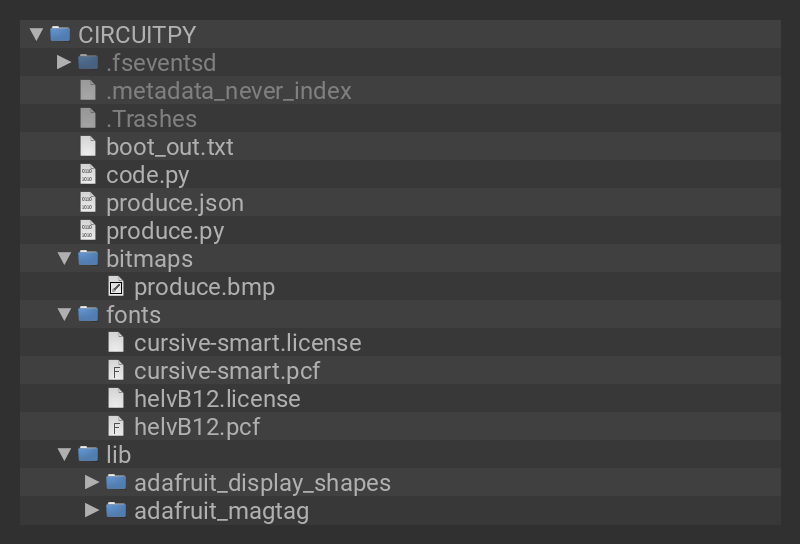 CIRCUITPY
.fseventsd
.metadata_never_index
.Trashes
boot_out.txt
code.py
produce.json
produce.py
bitmaps
produce.bmp
fonts
cursive-smart.license
cursive-smart.pcf
helvB12.license
helvB12.pcf
lib
adafruit_display_shapes
adafruit_magtag